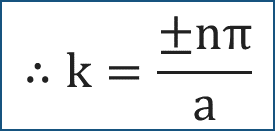 ∴ k = ±nπ/a